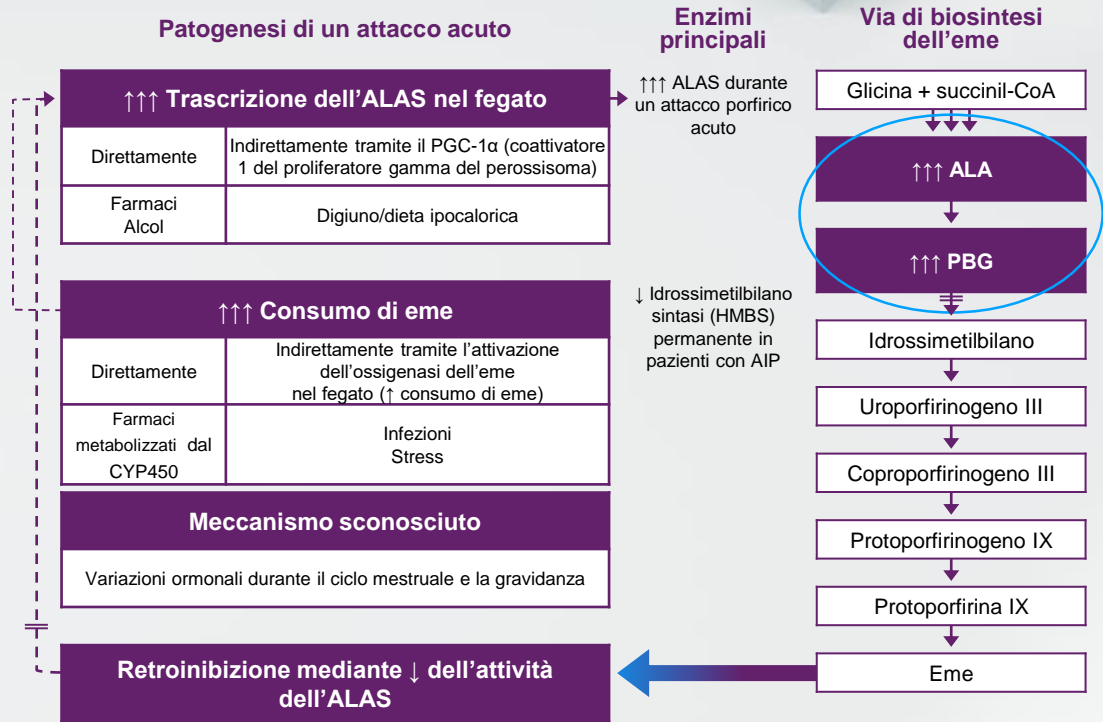 Patogenesi di un attacco acuto
Enzimi
principali
Via di biosintesi
dell'eme
↑↑↑ Trascrizione dell'ALAS nel fegato
Direttamente
Indirettamente tramite il PGC-1α (coattivatore
1 del proliferatore gamma del perossisoma)
Farmaci
Alcol
Digiuno/dieta ipocalorica
↑↑↑ Consumo di eme
Direttamente
Indirettamente tramite l'attivazione
dell'ossigenasi dell'eme
nel fegato (↑ consumo di eme)
Farmaci
metabolizzati dal
CYP450
Infezioni
Stress
Meccanismo sconosciuto
Variazioni ormonali durante il ciclo mestruale e la gravidanza
Retroinibizione mediante ↓ dell'attività
dell'ALAS
↑↑↑ ALAS durante
un attacco porfirico
acuto
↓ Idrossimetilbilano
sintasi (HMBS)
permanente in
pazienti con AIP
Glicina + succinil-CoA
↑↑↑ ALA
↑↑↑ PBG
Idrossimetilbilano
Uroporfirinogeno III
Coproporfirinogeno III
Protoporfirinogeno IX
Protoporfirina IX
Eme